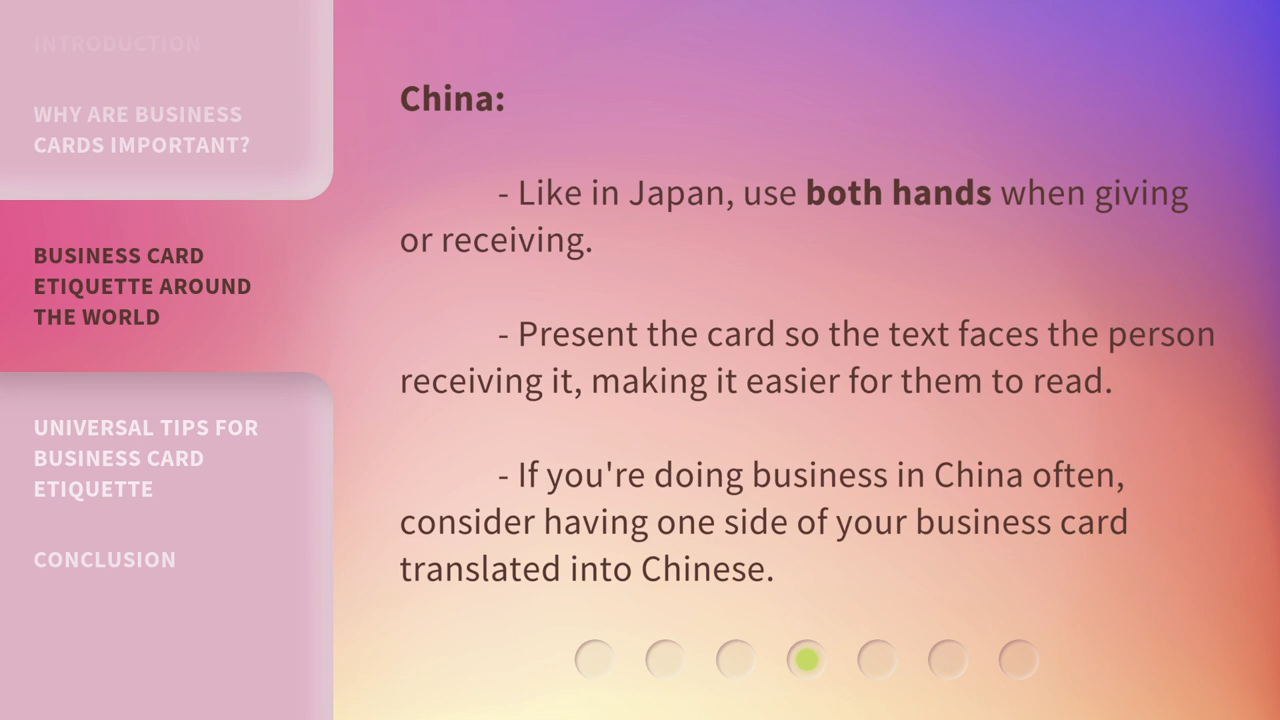 INTRODUCTION
WHY ARE BUSINESS
CARDS IMPORTANT?
BUSINESS CARD
ETIQUETTE AROUND
THE WORLD
UNIVERSAL TIPS FOR
BUSINESS CARD
ETIQUETTE
CONCLUSION
China:
- Like in Japan, use both hands when giving
or receiving.
- Present the card so the text faces the person
receiving it, making it easier for them to read.
- If you're doing business in China often,
consider having one side of your business card
translated into Chinese.